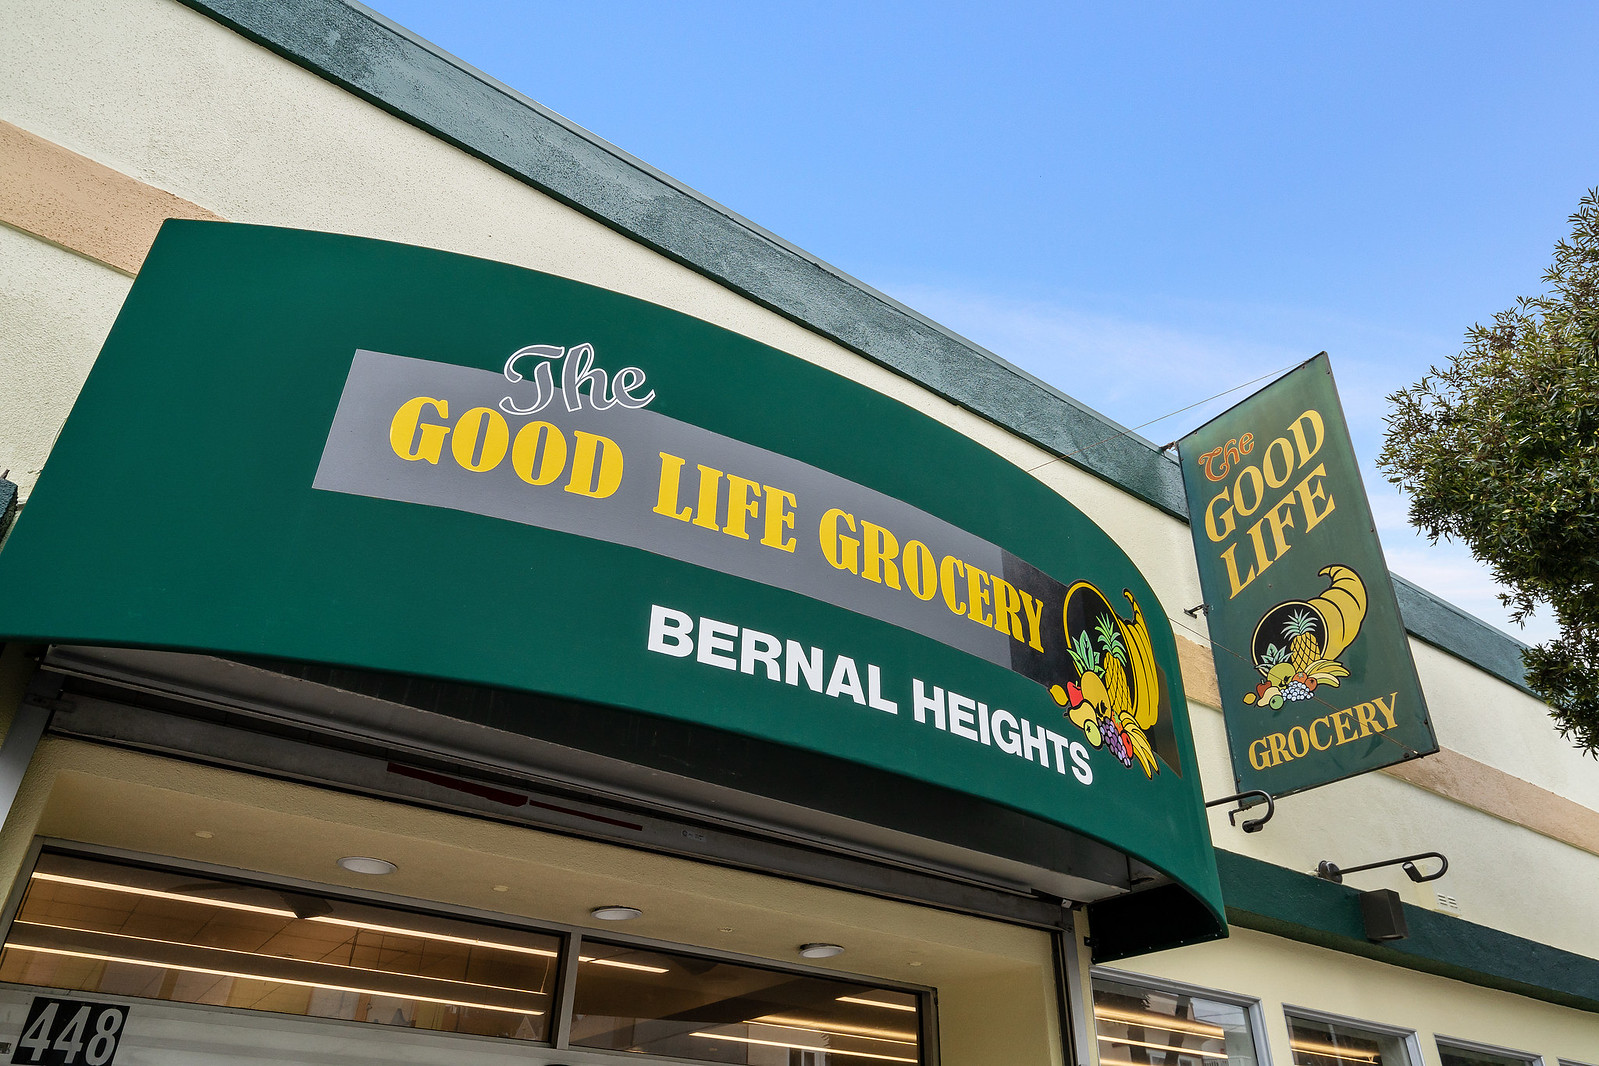 The
GOOD LIFE GROCERY
BERNAL HEIGHTS
The
GOOD
LIFE
GROCERY
448